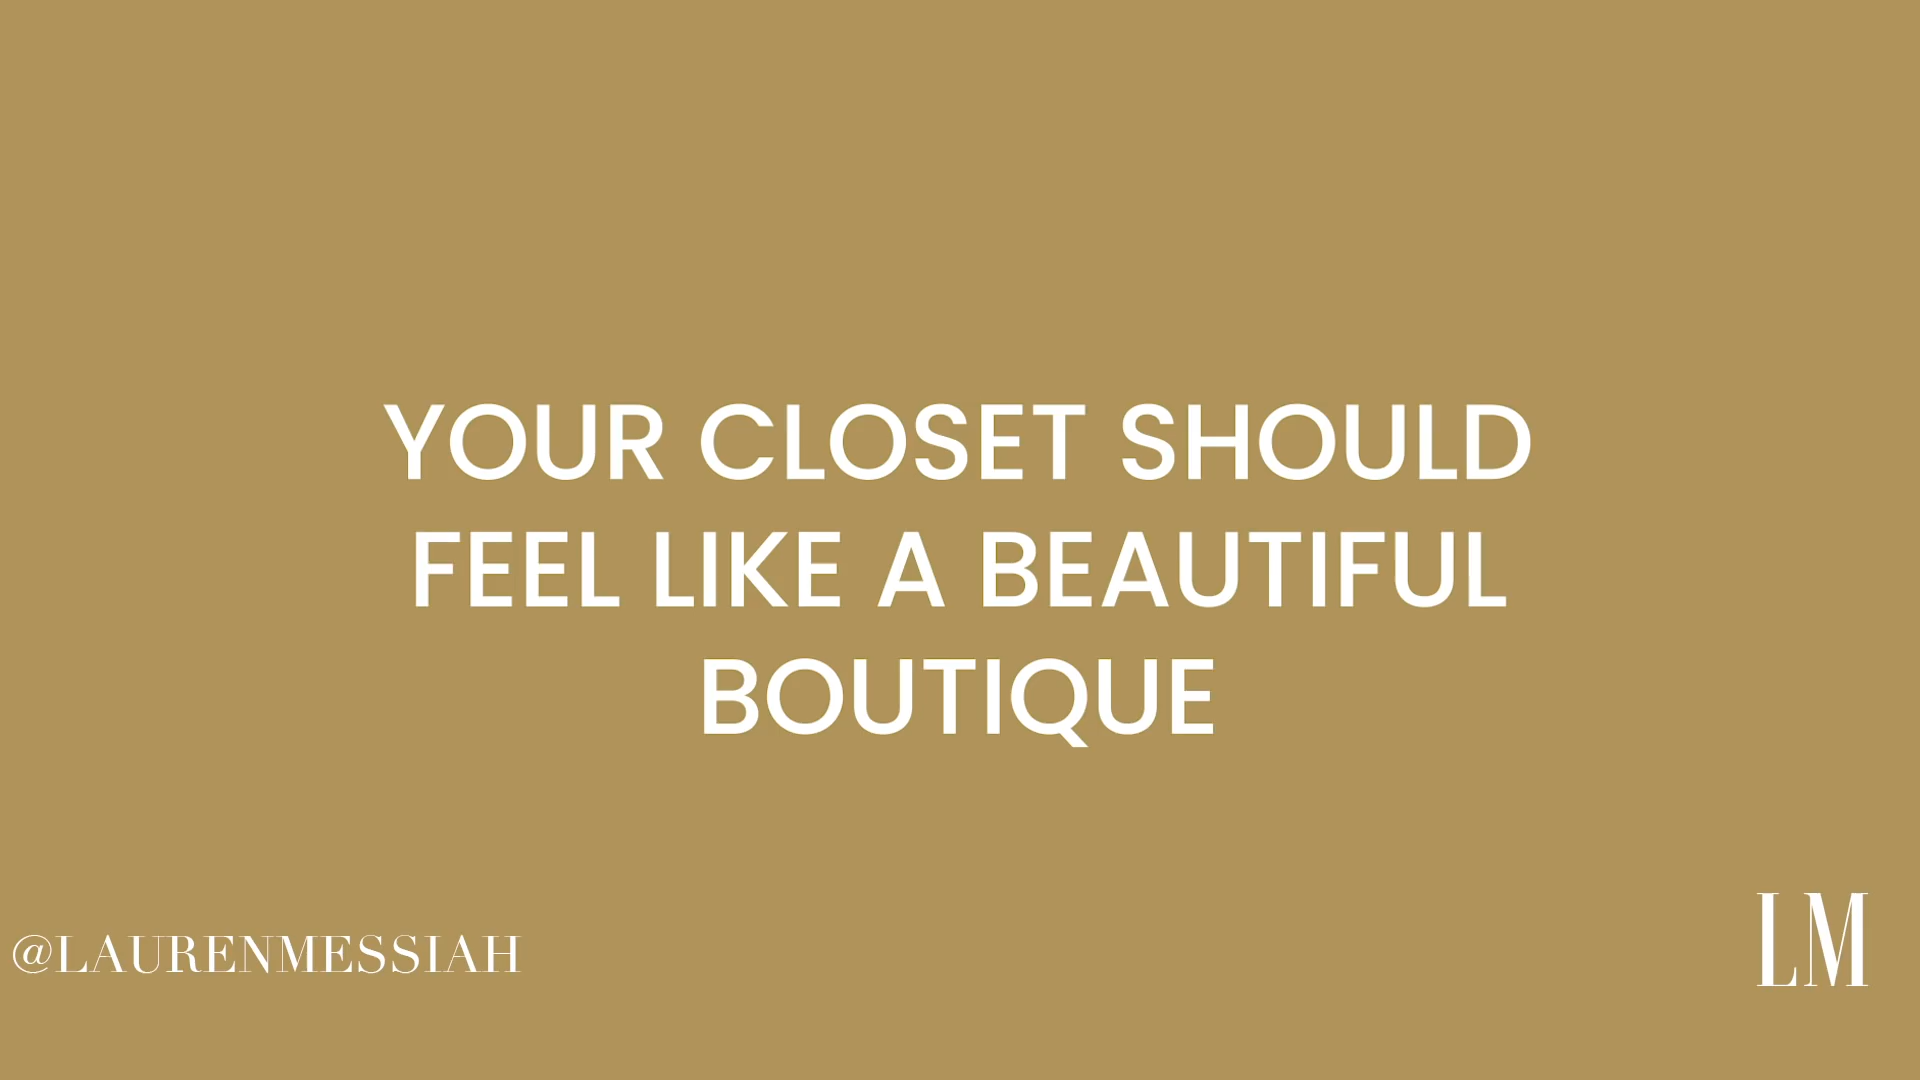 YOUR CLOSET SHOULD
FEEL LIKE A BEAUTIFUL
BOUTIQUE
@LAURENMESSIAH
LM